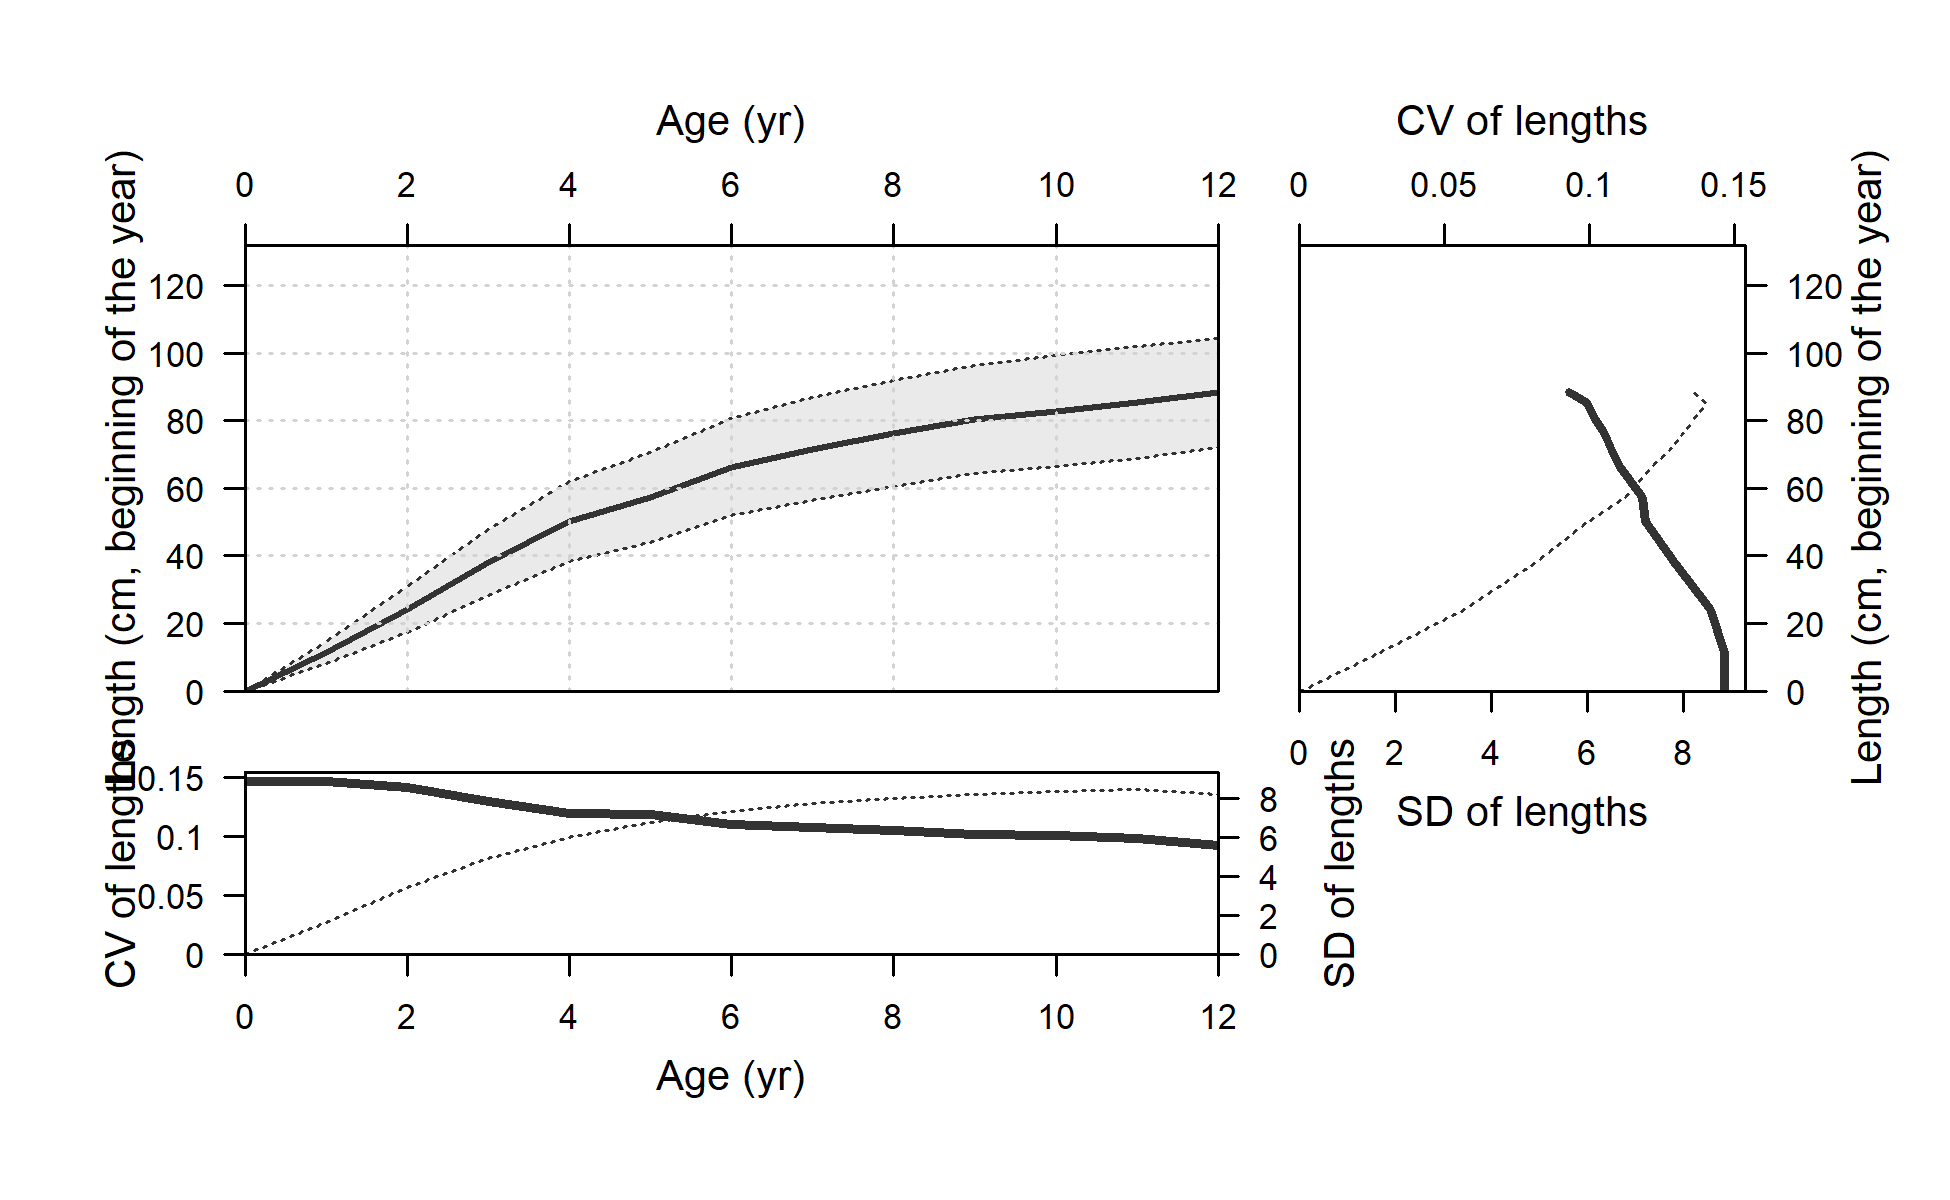 Age (yr)
CV of lengths
0 2 4 6 8 10 12
0 0.05 0.1 0.15
Length (cm, beginning of the year)
120
100
80
60
40
20
0
120
100
80
60
40
20
0
Length (cm, beginning of the year)
0 2 4 6 8
SD of lengths
CV of lengths
0.15
0.1
0.05
0
8
6
4
2
0
SD of lengths
0 2 4 6 8 10 12
Age (yr)